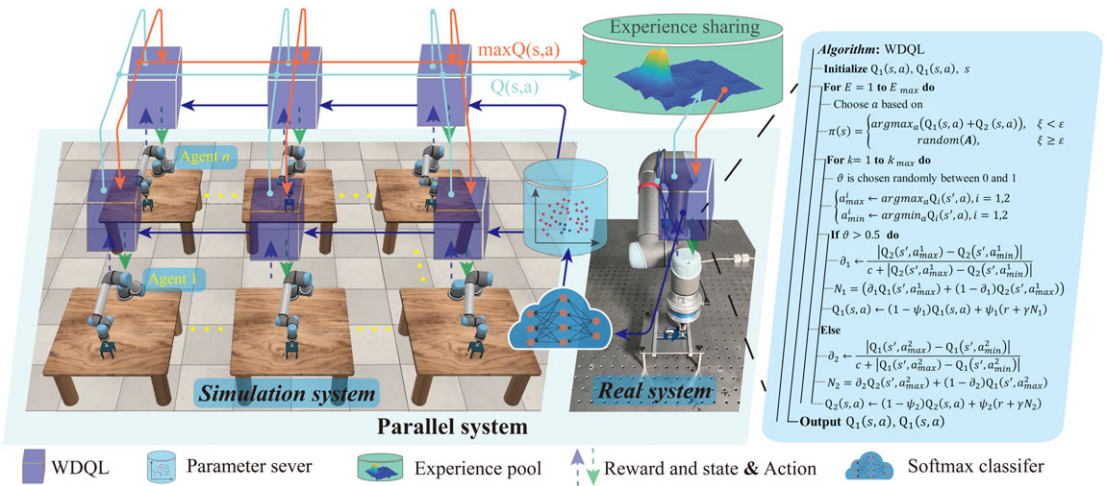 Experience sharing
maxQ(s,a)
Q(s,a)
Agent n
Agent 1
Simulation system
Real system
Parallel system
Algorithm: WDQL
Initialize Q₁(s,a), Q₁(s,a), s
For E = 1 to E max do
Choose a based on
π(s) = {argmaxₐ(Q₁(s,a) +Q₂ (s,a)), ξ < ε
random(A), ξ ≥ ε
For k= 1 to k max do
ϑ is chosen randomly between 0 and 1
{aⁱmax ← argmaxₐQᵢ(s′,a), i = 1,2
aⁱmin ← argminₐQᵢ(s′,a), i = 1,2
If ϑ > 0.5 do
∂₁ ← |Q₂(s′,a¹max) − Q₂(s′,a¹min)| / c + |Q₂(s′,a¹max) − Q₂(s′,a¹min)|
N₁ = (∂₁Q₁(s′,a¹max) + (1 − ∂₁)Q₂(s′,a¹max))
Q₁(s,a) ← (1 − ψ₁)Q₁(s,a) + ψ₁(r + γN₁)
Else
∂₂ ← |Q₁(s′,a²max) − Q₁(s′,a²min)| / c + |Q₁(s′,a²max) − Q₁(s′,a²min)|
N₂ = ∂₂Q₂(s′,a²max) + (1 − ∂₂)Q₁(s′,a²max)
Q₂(s,a) ← (1 − ψ₂)Q₂(s,a) + ψ₂(r + γN₂)
Output Q₁(s,a), Q₁(s,a)
WDQL
Parameter sever
Experience pool
Reward and state & Action
Softmax classifer